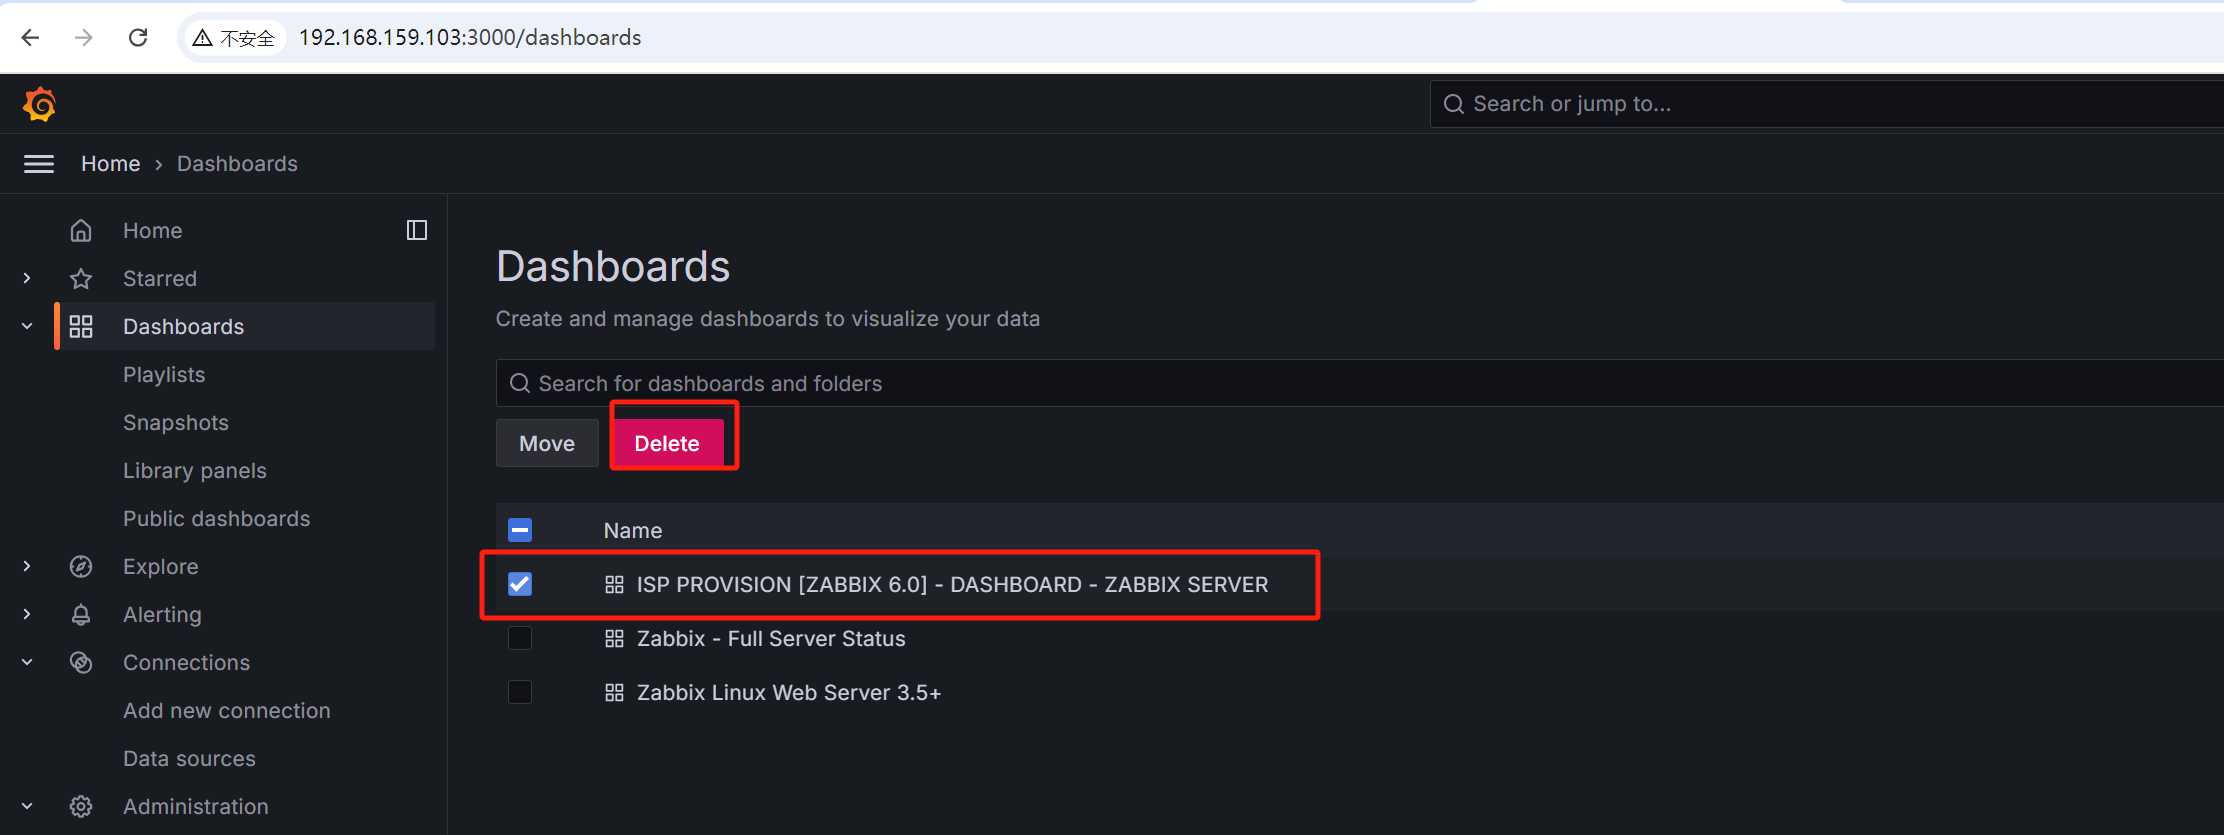 不安全 192.168.159.103:3000/dashboards
Search or jump to...
Home › Dashboards
Home
Starred
Dashboards
Playlists
Snapshots
Library panels
Public dashboards
Explore
Alerting
Connections
Add new connection
Data sources
Administration
Dashboards
Create and manage dashboards to visualize your data
Search for dashboards and folders
Move Delete
Name
ISP PROVISION [ZABBIX 6.0] - DASHBOARD - ZABBIX SERVER
Zabbix - Full Server Status
Zabbix Linux Web Server 3.5+